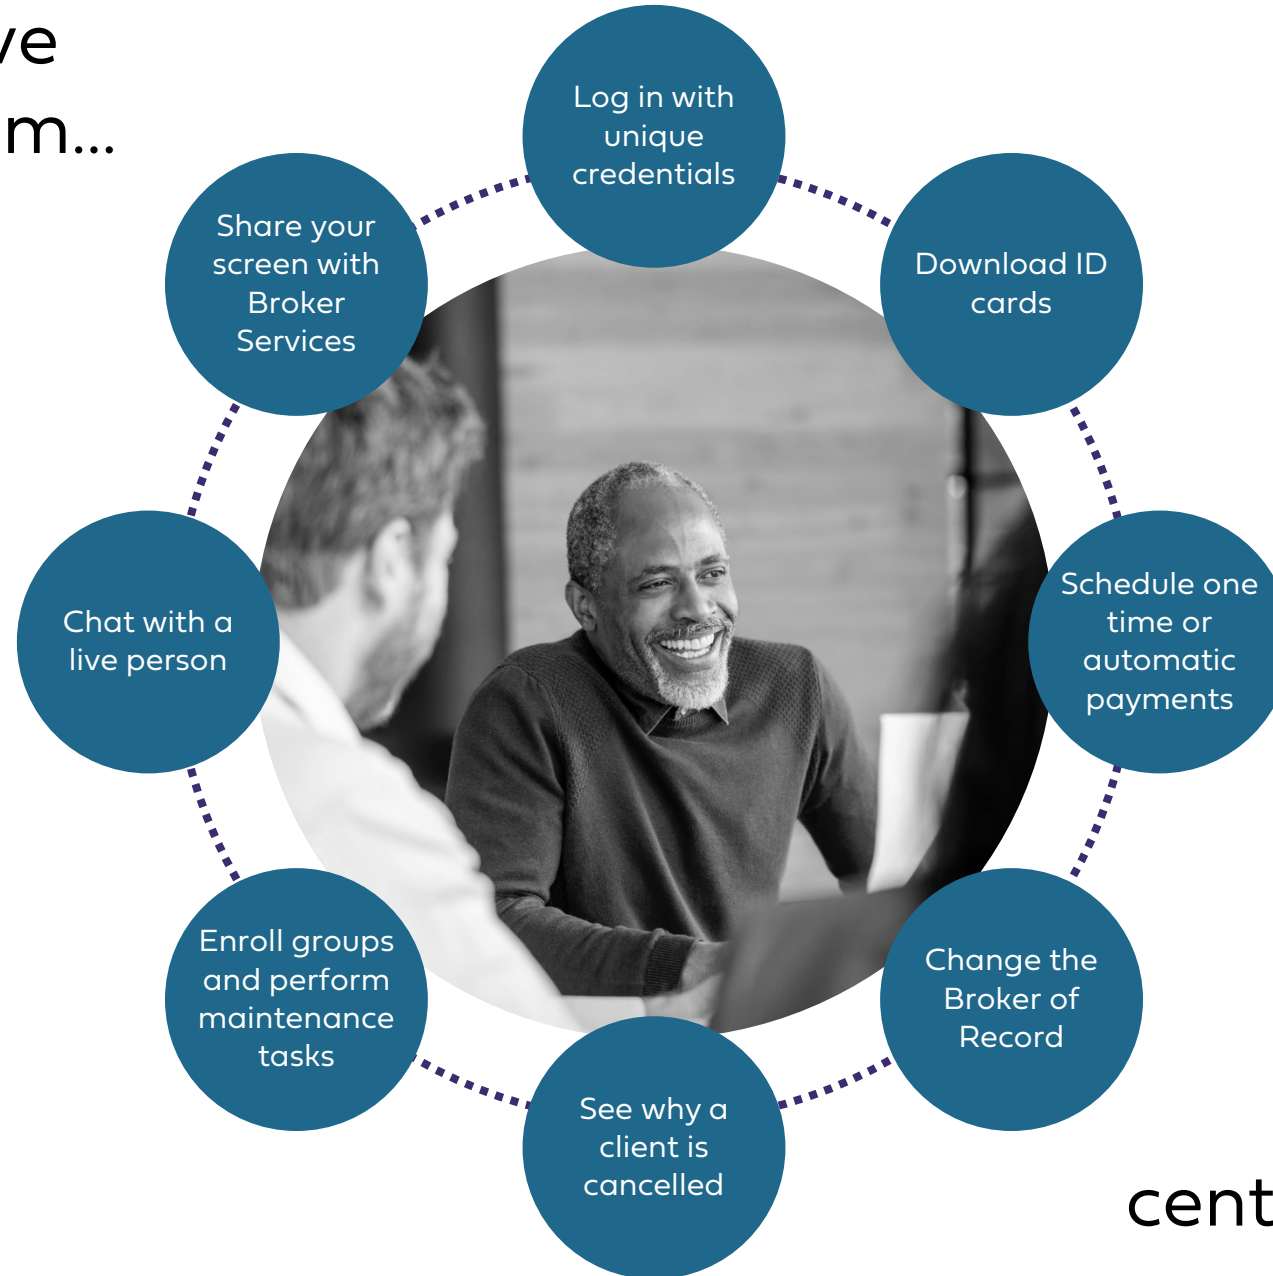 ve
m...
Log in with
unique
credentials
Download ID
cards
Schedule one
time or
automatic
payments
Change the
Broker of
Record
See why a
client is
cancelled
Enroll groups
and perform
maintenance
tasks
Chat with a
live person
Share your
screen with
Broker
Services
cent